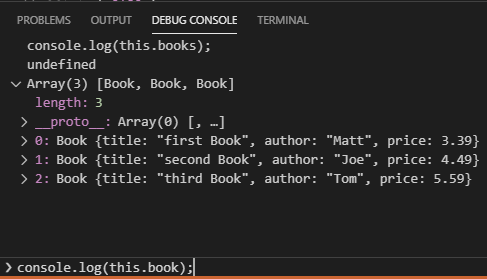 PROBLEMS OUTPUT DEBUG CONSOLE TERMINAL
console.log(this.books);
undefined
Array(3) [Book, Book, Book]
length: 3
__proto__: Array(0) [, …]
0: Book {title: "first Book", author: "Matt", price: 3.39}
1: Book {title: "second Book", author: "Joe", price: 4.49}
2: Book {title: "third Book", author: "Tom", price: 5.59}
console.log(this.book);